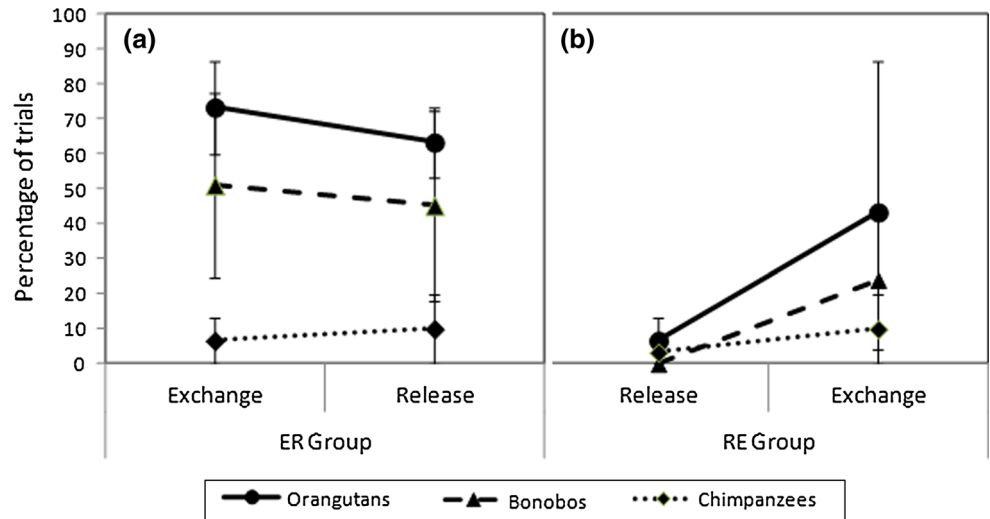 100
(a)
(b)
90
80
70
60
50
40
30
20
10
0
Percentage of trials
Exchange
Release
Release
Exchange
ER Group
RE Group
Orangutans
Bonobos
Chimpanzees